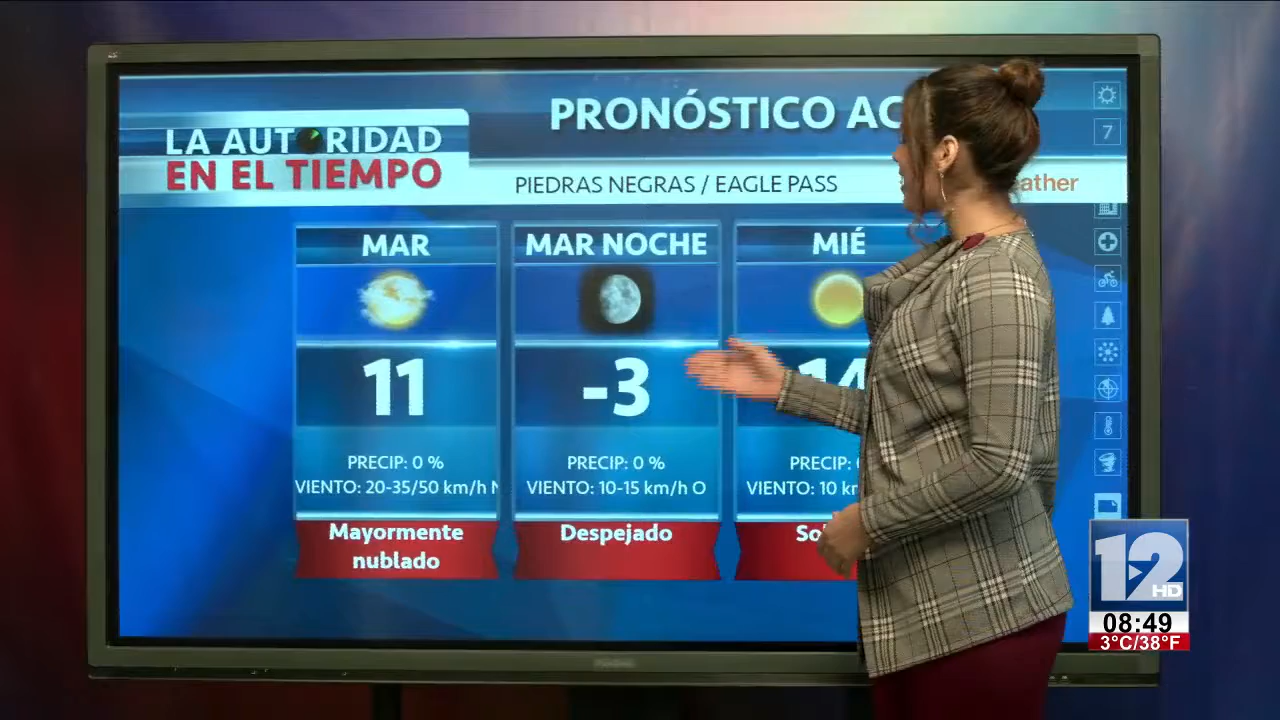 PRONÓSTICO
LA AUTORIDAD
EN EL TIEMPO
PIEDRAS NEGRAS / EAGLE PASS
7
MAR
MAR NOCHE
MIÉ
11
-3
14
PRECIP: 0 %
PRECIP: 0 %
PRECIP:
VIENTO: 20-35/50 km/h
VIENTO: 10-15 km/h O
VIENTO: 10
Mayormente
nublado
Despejado
12
HD
08:49
3°C/38°F